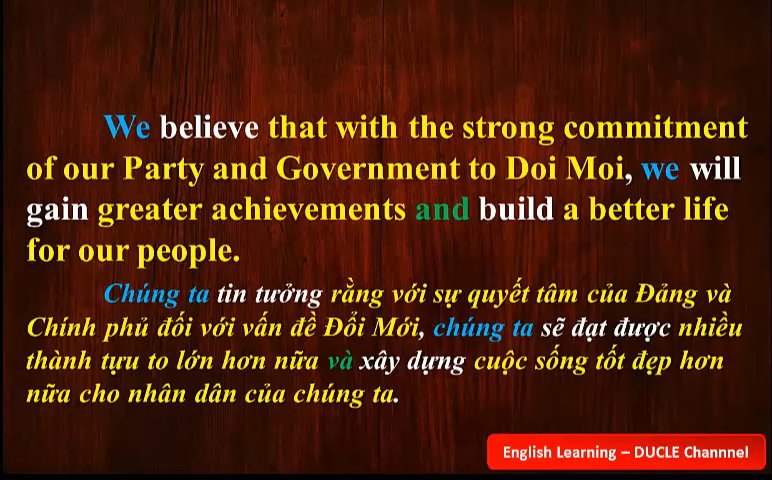 We believe that with the strong commitment
of our Party and Government to Doi Moi, we will
gain greater achievements and build a better life
for our people.
Chúng ta tin tưởng rằng với sự quyết tâm của Đảng và
Chính phủ đối với vấn đề Đổi Mới, chúng ta sẽ đạt được nhiều
thành tựu to lớn hơn nữa và xây dựng cuộc sống tốt đẹp hơn
nữa cho nhân dân của chúng ta.
English Learning – DUCLE Channnel